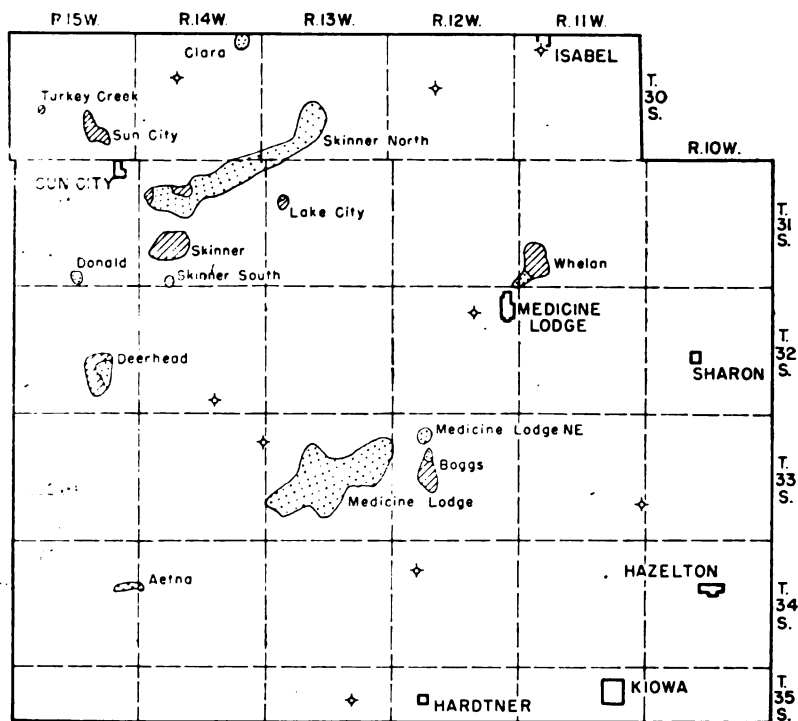 R.15W. R.14W. R.13W. R.12W. R.11W.
Clara
ISABEL
T. 30 S.
Turkey Creek
Sun City
Skinner North
R.10W.
SUN CITY
Lake City
T. 31 S.
Skinner
Whelan
Donald
Skinner South
MEDICINE
LODGE
T. 32 S.
Deerhead
SHARON
Medicine Lodge NE
Boggs
T. 33 S.
Medicine Lodge
HAZELTON
Aetna
T. 34 S.
KIOWA
HARDTNER
T. 35 S.